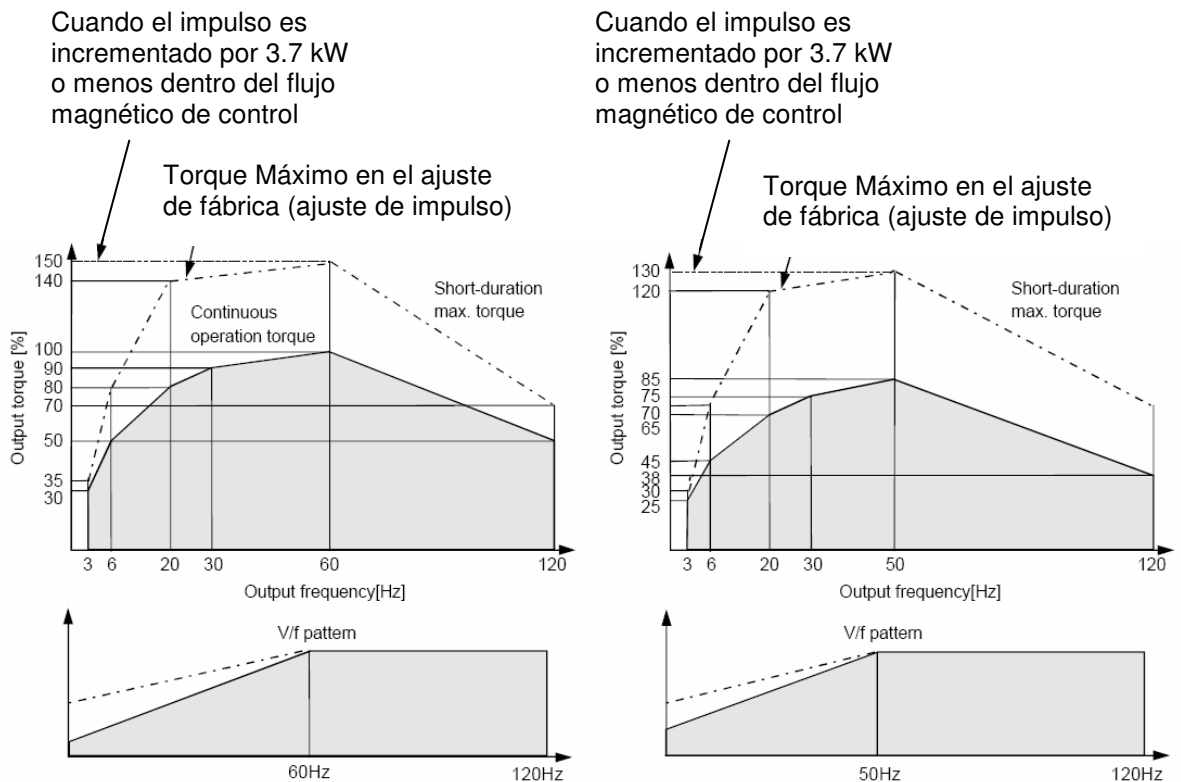 Cuando el impulso es
incrementado por 3.7 kW
o menos dentro del flujo
magnético de control
Torque Máximo en el ajuste
de fábrica (ajuste de impulso)
150
140
100
90
80
70
50
35
30
Output torque [%]
Continuous
operation torque
Short-duration
max. torque
3 6 20 30 60 120
Output frequency[Hz]
V/f pattern
60Hz 120Hz
Cuando el impulso es
incrementado por 3.7 kW
o menos dentro del flujo
magnético de control
Torque Máximo en el ajuste
de fábrica (ajuste de impulso)
130
120
85
75
70
65
45
38
30
25
Output torque [%]
Short-duration
max. torque
3 6 20 30 50 120
Output frequency[Hz]
V/f pattern
50Hz 120Hz